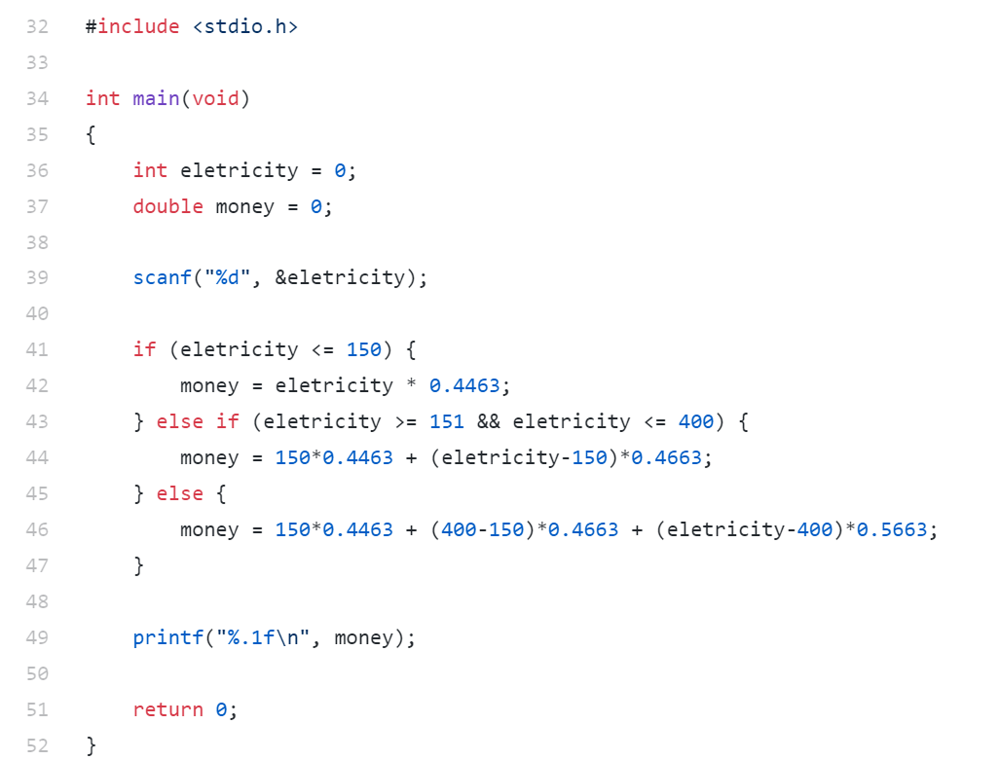 32 #include <stdio.h>
33
34 int main(void)
35 {
36     int eletricity = 0;
37     double money = 0;
38
39     scanf("%d", &eletricity);
40
41     if (eletricity <= 150) {
42         money = eletricity * 0.4463;
43     } else if (eletricity >= 151 && eletricity <= 400) {
44         money = 150*0.4463 + (eletricity-150)*0.4663;
45     } else {
46         money = 150*0.4463 + (400-150)*0.4663 + (eletricity-400)*0.5663;
47     }
48
49     printf("%.1f\n", money);
50
51     return 0;
52 }